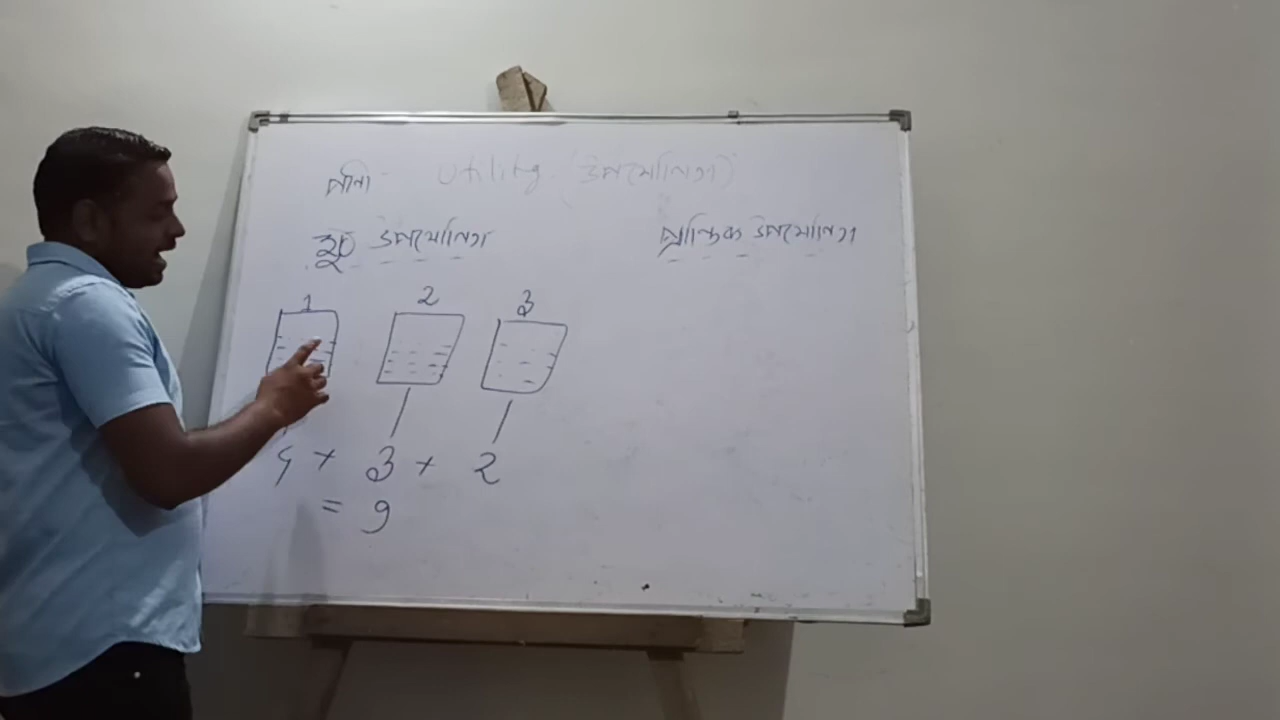 Utility (উপযোগিতা)
উপযোগিতা প্রান্তিক উপযোগিতা
1 2 3
4 + 3 + 2
= 9